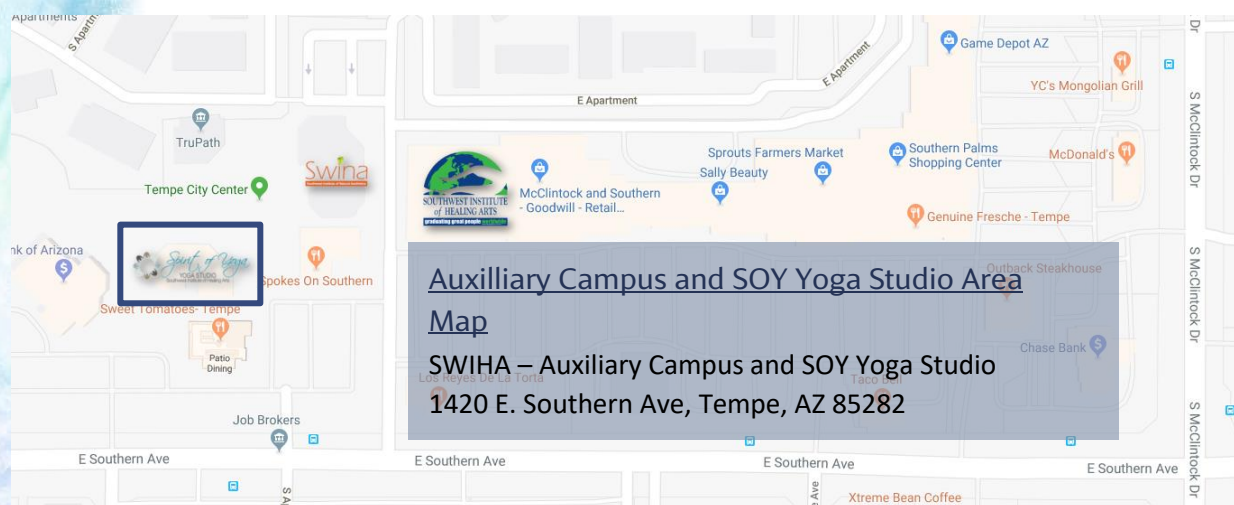 Apartments
S Apartm
Game Depot AZ
S McClintock Dr
YC's Mongolian Grill
E Apartment
E Apartment
TruPath
Swiha
Sprouts Farmers Market
Southern Palms
Shopping Center
McDonald's
Sally Beauty
Tempe City Center
SOUTHWEST INSTITUTE
of HEALING ARTS
McClintock and Southern
- Goodwill - Retail...
Genuine Fresche - Tempe
nk of Arizona
Spirit of Yoga
YOGA STUDIO
Spokes On Southern
Outback Steakhouse
Auxilliary Campus and SOY Yoga Studio Area
Map
S McClintock Dr
Sweet Tomatoes- Tempe
Chase Bank
Patio
Dining
SWIHA – Auxiliary Campus and SOY Yoga Studio
Los Reyes De La Torta
Taco Bell
1420 E. Southern Ave, Tempe, AZ 85282
Job Brokers
S McClintock Dr
E Southern Ave
E Southern Ave
E Southern Ave
E Southern Ave
Xtreme Bean Coffee
Ave